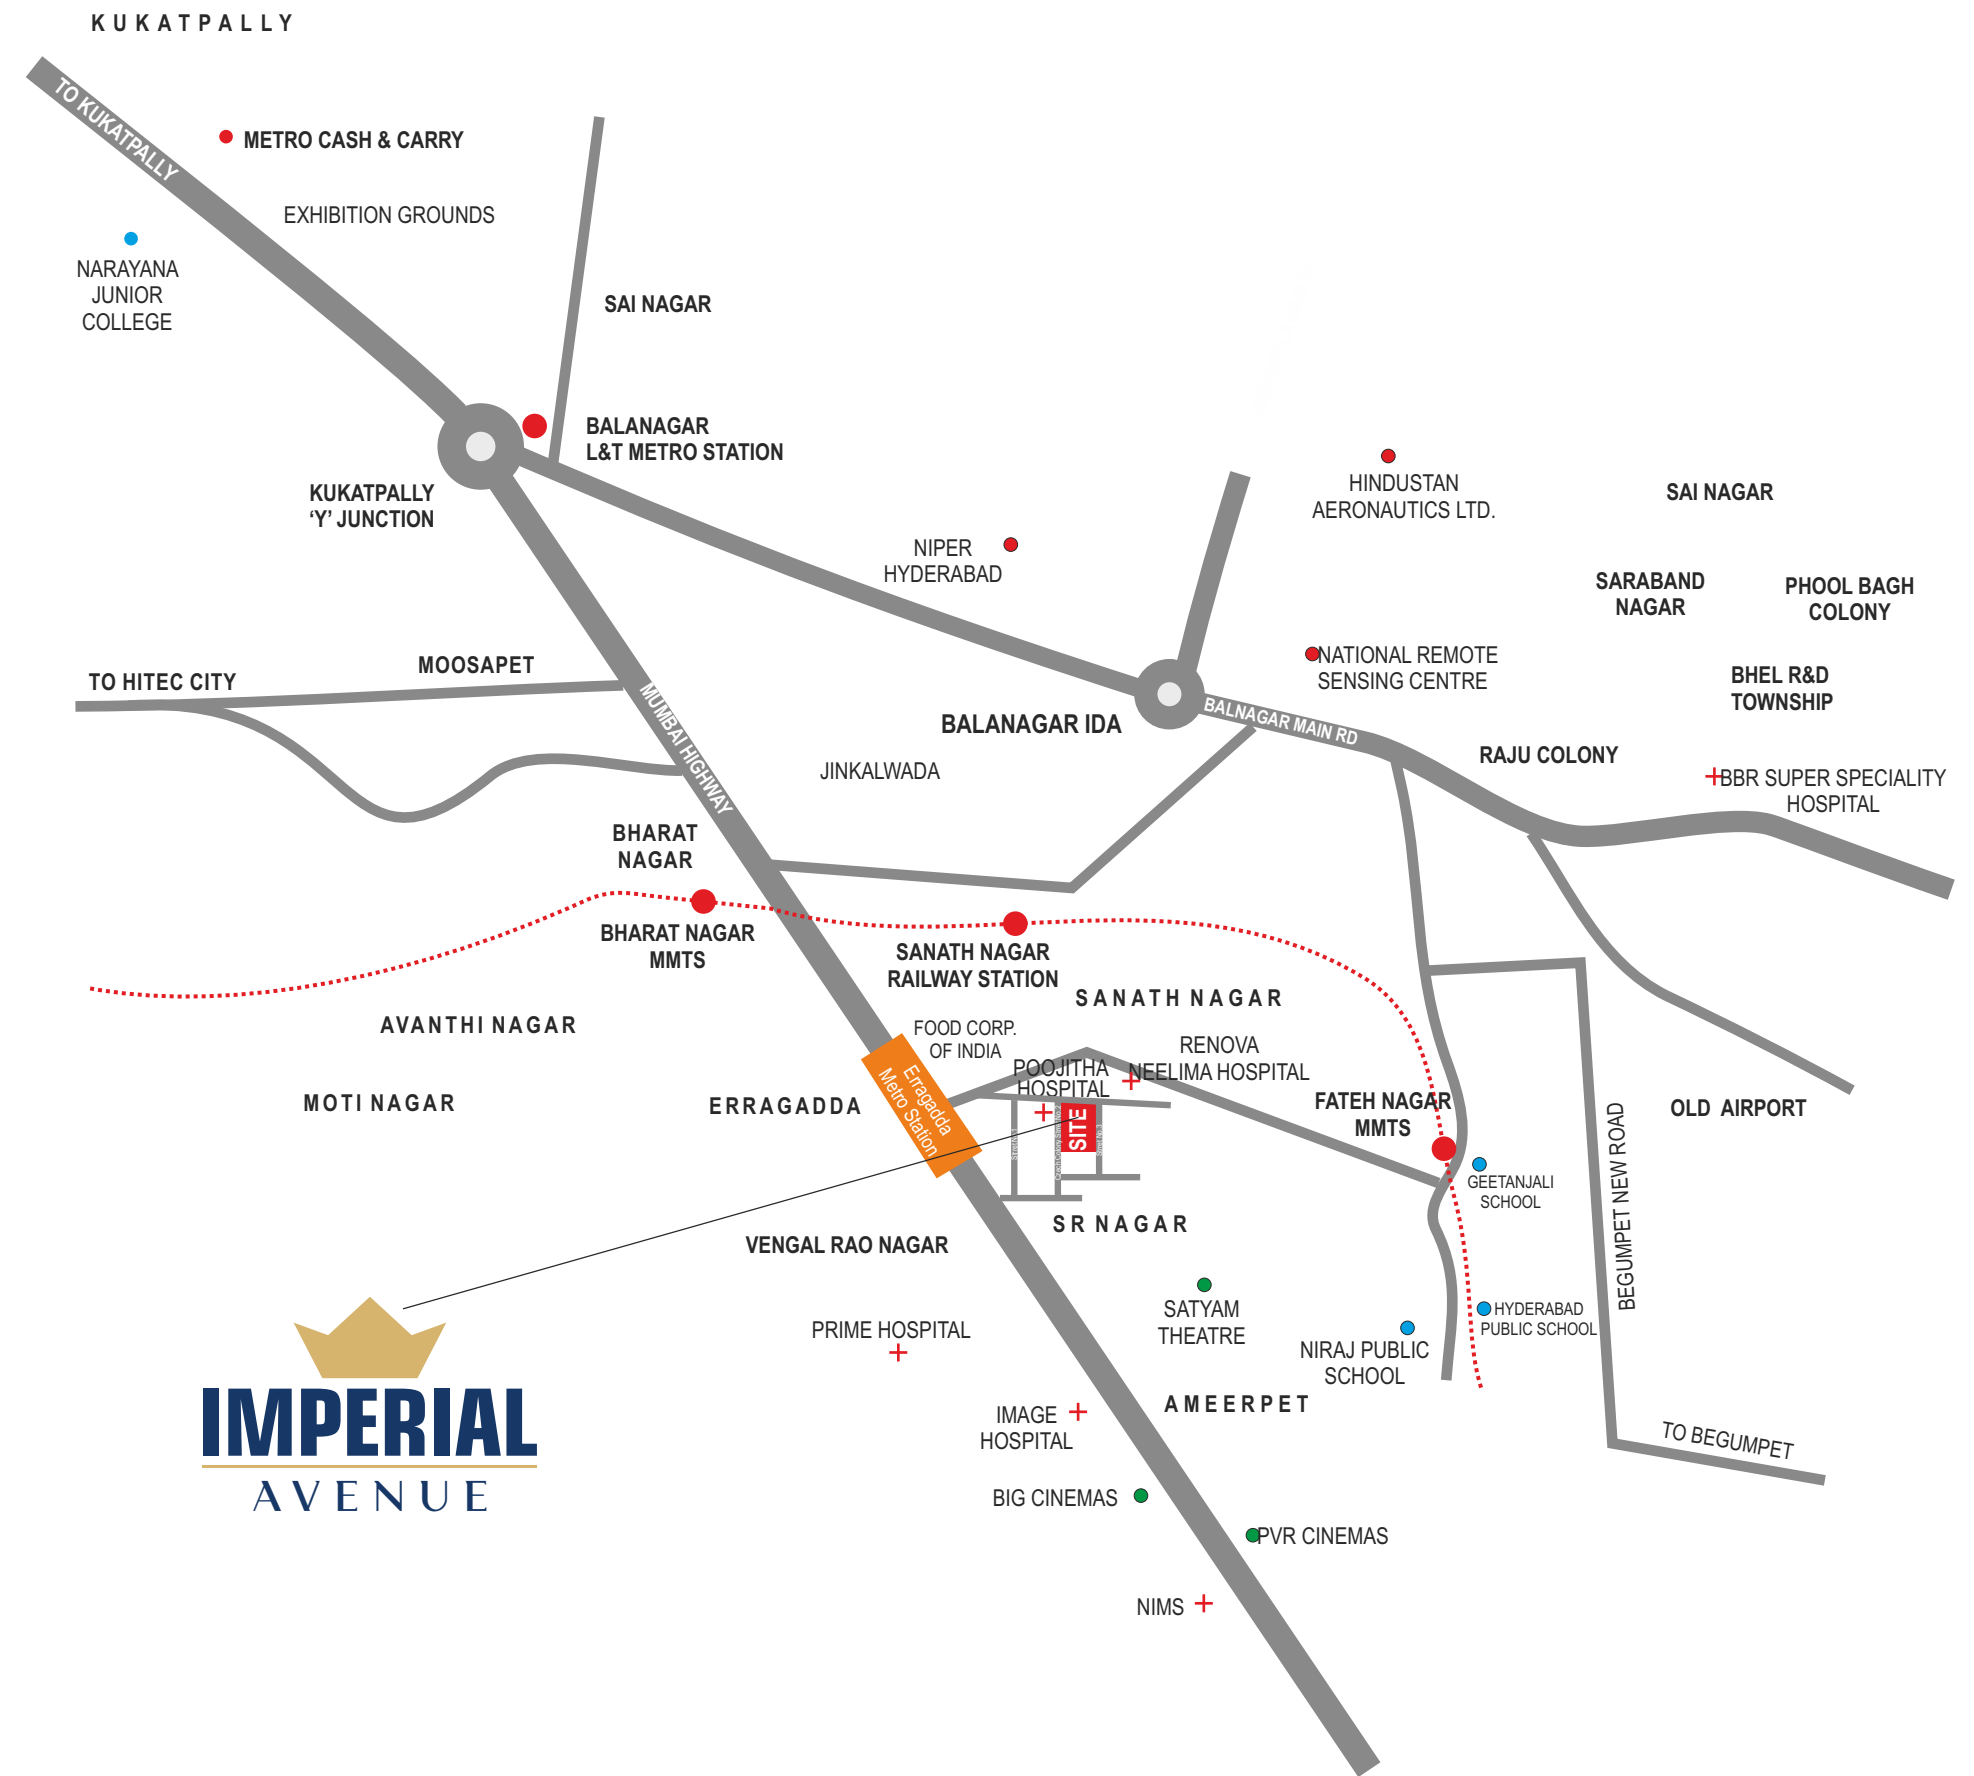 KUKATPALLY
TO KUKATPALLY
METRO CASH & CARRY
EXHIBITION GROUNDS
NARAYANA
JUNIOR
COLLEGE
SAI NAGAR
BALANAGAR
L&T METRO STATION
KUKATPALLY
‘Y’ JUNCTION
HINDUSTAN
AERONAUTICS LTD.
SAI NAGAR
NIPER
HYDERABAD
SARABAND
NAGAR
PHOOL BAGH
COLONY
NATIONAL REMOTE
SENSING CENTRE
BHEL R&D
TOWNSHIP
MOOSAPET
TO HITEC CITY
MUMBAI HIGHWAY
BALANAGAR IDA
BALNAGAR MAIN RD
RAJU COLONY
JINKALWADA
BBR SUPER SPECIALITY
HOSPITAL
BHARAT
NAGAR
BHARAT NAGAR
MMTS
SANATH NAGAR
RAILWAY STATION
SANATH NAGAR
AVANTHI NAGAR
FOOD CORP.
OF INDIA
RENOVA
NEELIMA HOSPITAL
POOJITHA
HOSPITAL
MOTI NAGAR
ERRAGADDA
Erragadda
Metro Station
SITE
FATEH NAGAR
MMTS
OLD AIRPORT
GEETANJALI
SCHOOL
BEGUMPET NEW ROAD
SR NAGAR
VENGAL RAO NAGAR
SATYAM
THEATRE
HYDERABAD
PUBLIC SCHOOL
PRIME HOSPITAL
NIRAJ PUBLIC
SCHOOL
AMEERPET
IMAGE
HOSPITAL
TO BEGUMPET
IMPERIAL
AVENUE
BIG CINEMAS
PVR CINEMAS
NIMS